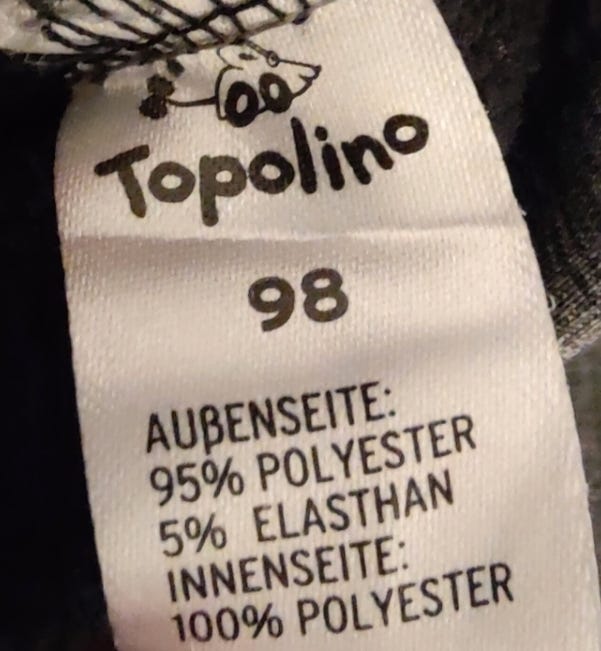 Topolino
98
AUßENSEITE:
95% POLYESTER
5% ELASTHAN
INNENSEITE:
100% POLYESTER